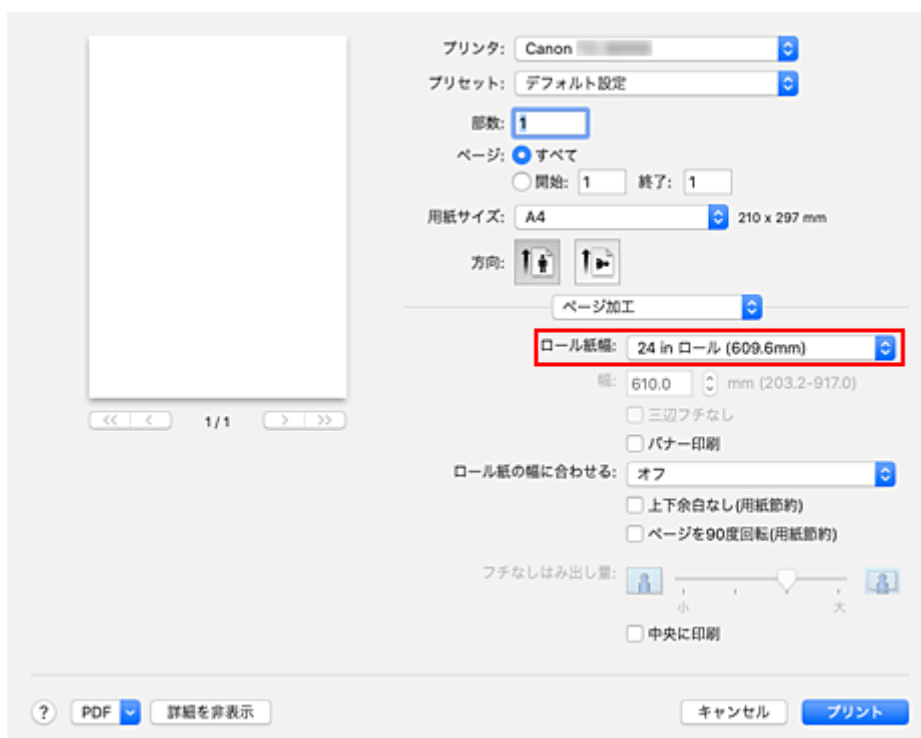 プリンタ: Canon
プリセット: デフォルト設定
部数: 1
ページ: すべて
開始: 1 終了: 1
用紙サイズ: A4 210 x 297 mm
方向:
ページ加工
ロール紙幅: 24 in ロール (609.6mm)
幅: 610.0 mm (203.2-917.0)
三辺フチなし
バナー印刷
ロール紙の幅に合わせる: オフ
上下余白なし(用紙節約)
ページを90度回転(用紙節約)
フチなしはみ出し量:
小 大
中央に印刷
<< < 1/1 > >>
? PDF 詳細を非表示 キャンセル プリント